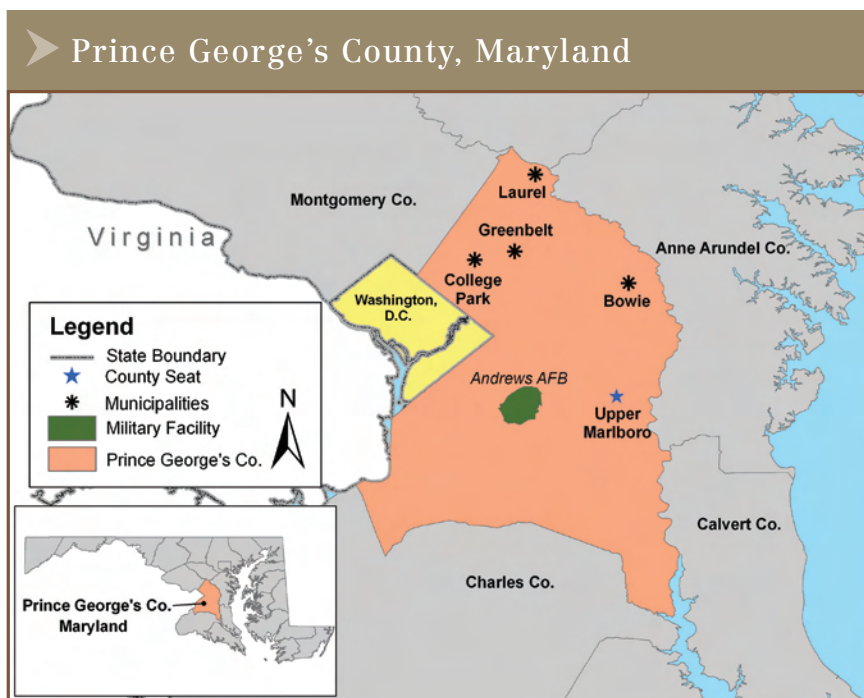 Prince George’s County, Maryland
Laurel
Montgomery Co.
Greenbelt
Virginia
Anne Arundel Co.
College
Park
Bowie
Washington,
D.C.
Legend
State Boundary
County Seat
Municipalities
Military Facility
Prince George's Co.
N
Andrews AFB
Upper
Marlboro
Calvert Co.
Charles Co.
Prince George's Co.
Maryland